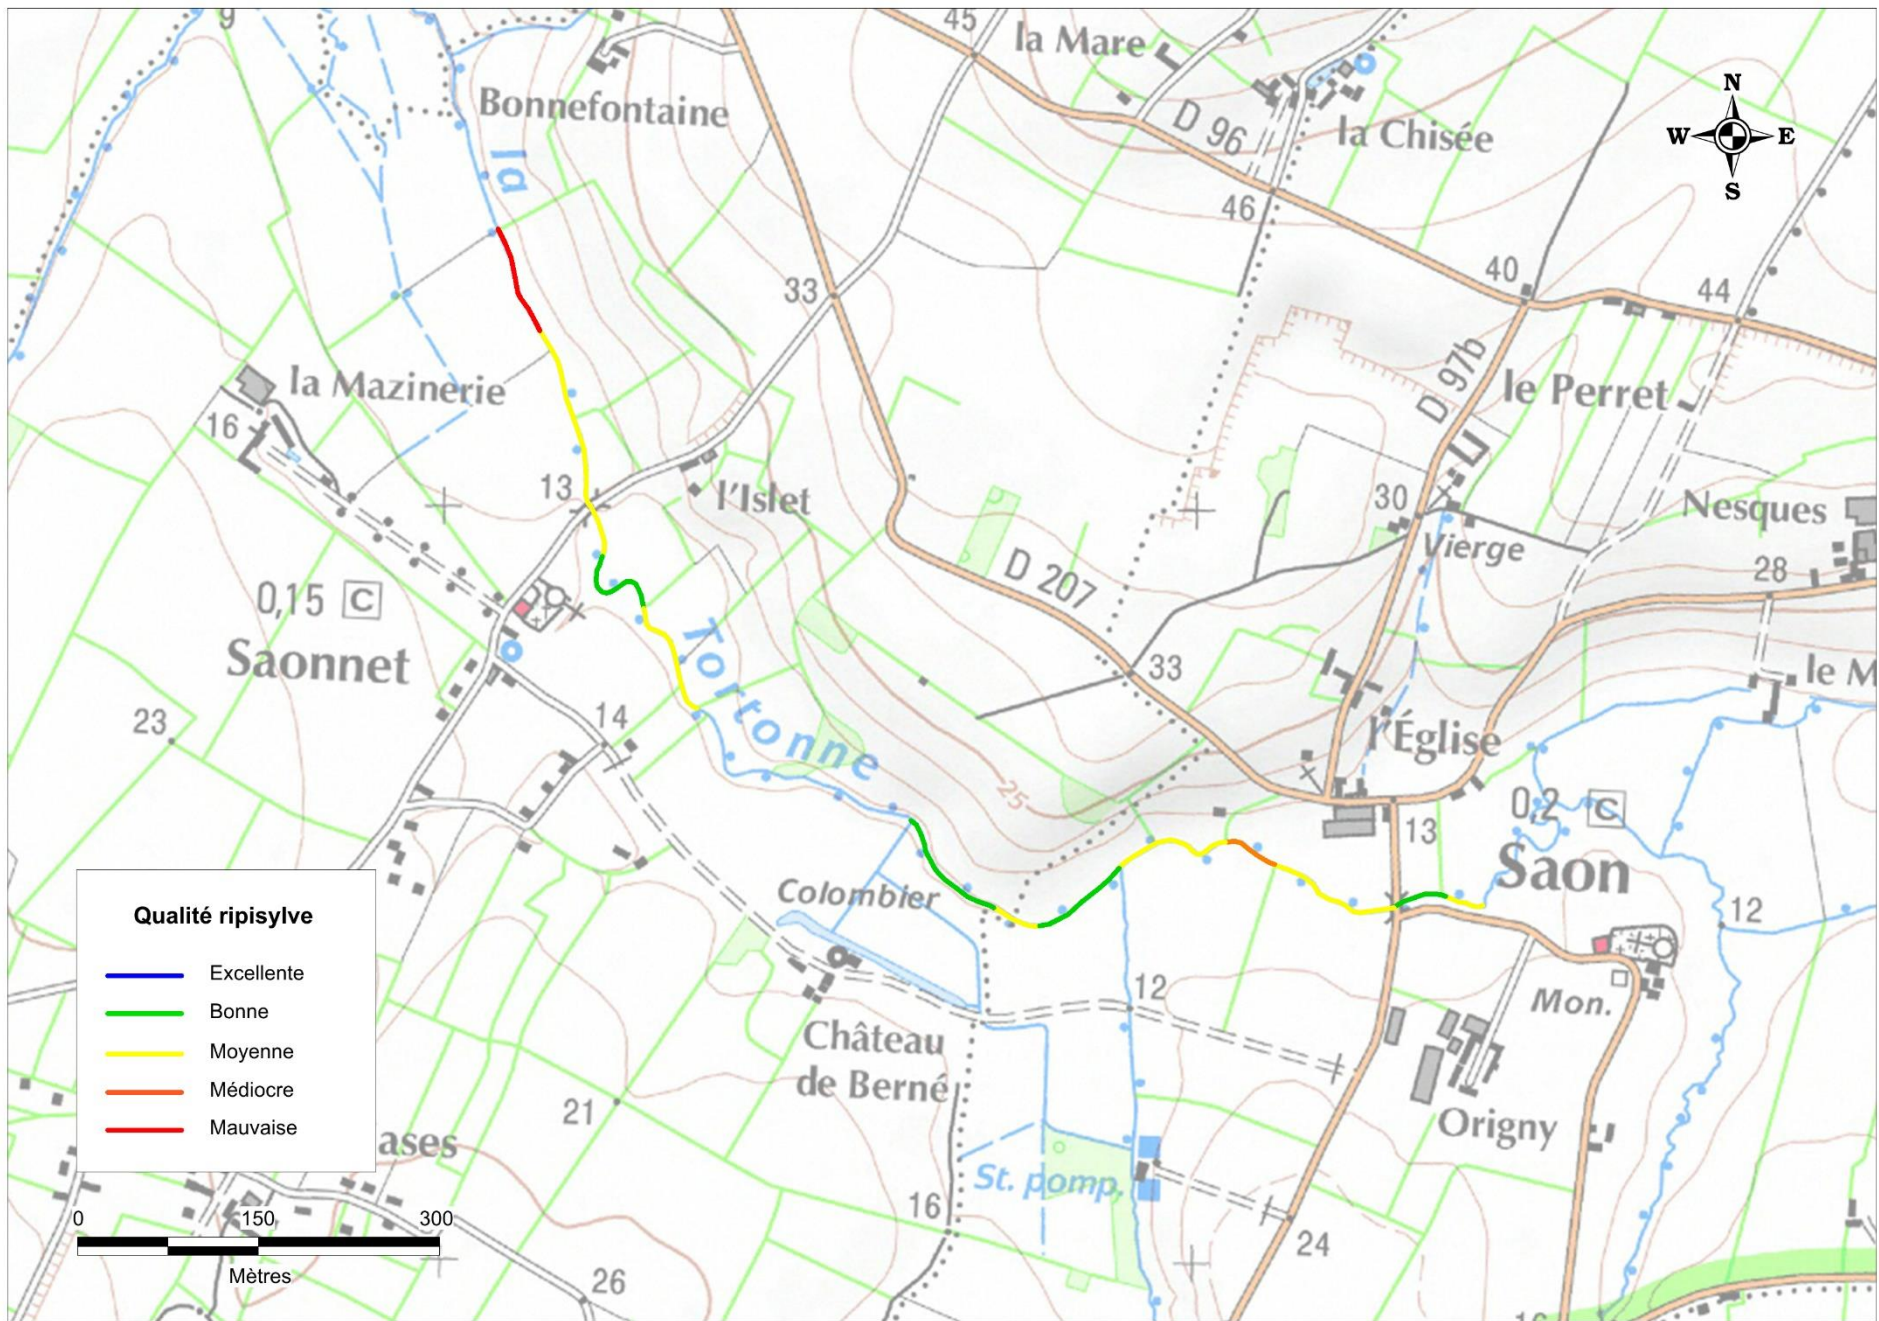 9
45
la Mare
N
W E
S
Bonnefontaine
D 96
la Chisée
la
46
33
40
44
la Mazinerie
D 97b
le Perret
16
13
l'Islet
30
Nesques
Vierge
28
0,15 C
D 207
Saonnet
33
le M
Tortonne
14
23
l'Église
25
0,2 C
13
Saon
Colombier
12
Qualité ripisylve
Excellente
Bonne
Moyenne
Médiocre
Mauvaise
12
Mon.
Château
de Berné
21
Origny
ases
St. pomp.
16
0 150 300
Mètres
24
26